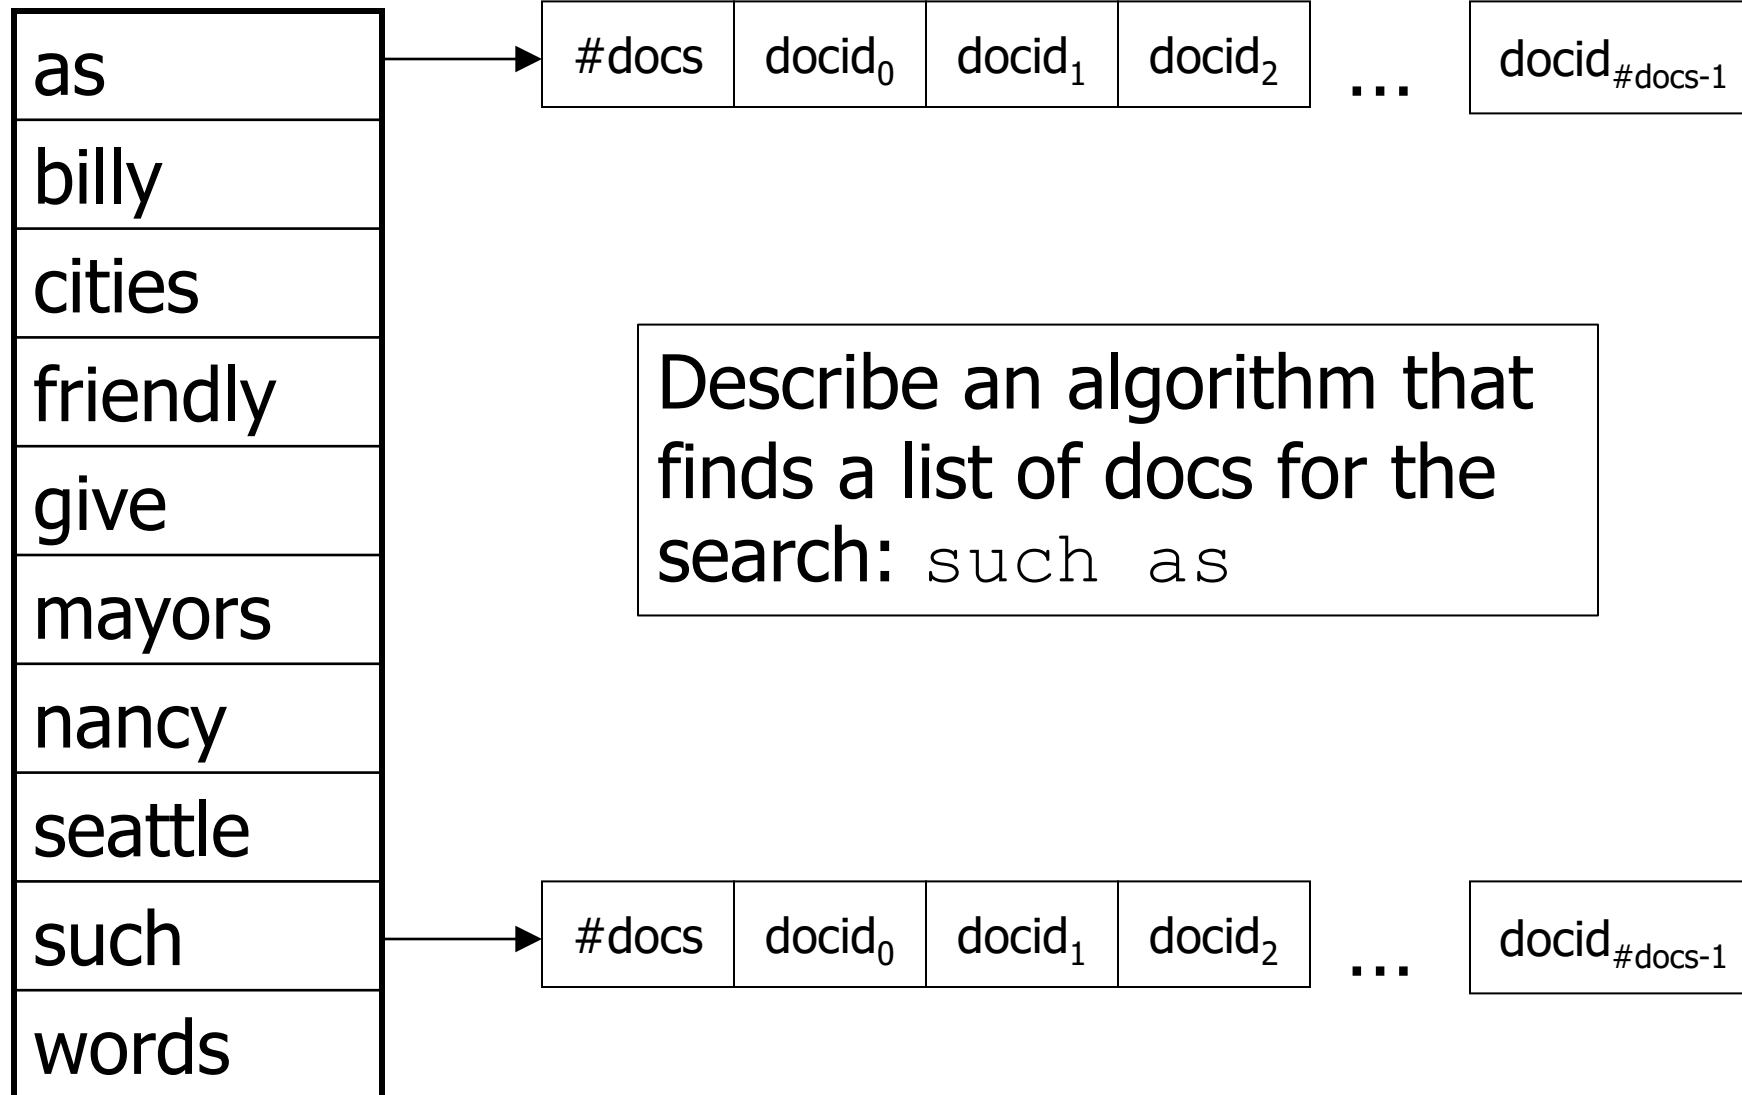 as
#docs docid₀ docid₁ docid₂ ... docid#docs-1
billy
cities
friendly
give
mayors
nancy
seattle
such
#docs docid₀ docid₁ docid₂ ... docid#docs-1
words
Describe an algorithm that
finds a list of docs for the
search: such as